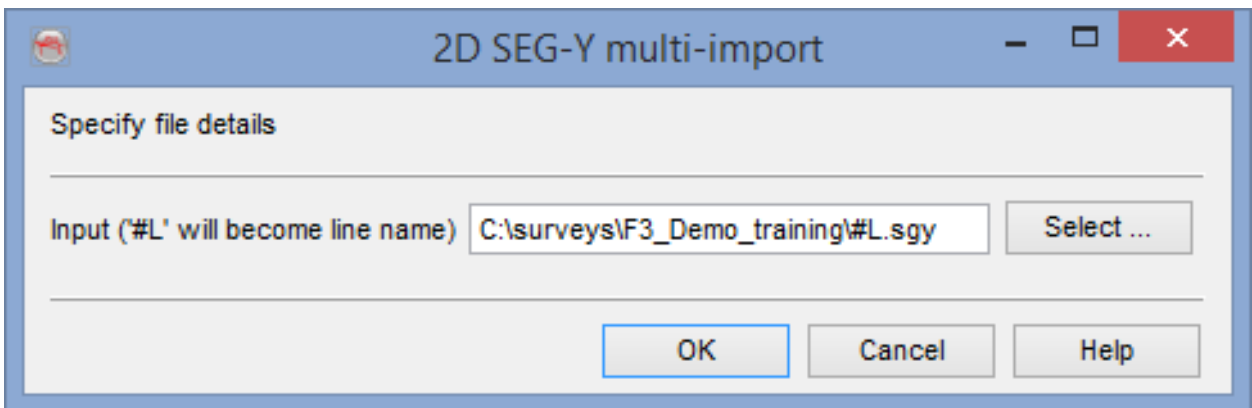 2D SEG-Y multi-import
Specify file details
Input ('#L' will become line name) C:\surveys\F3_Demo_training\#L.sgy Select ...
OK Cancel Help